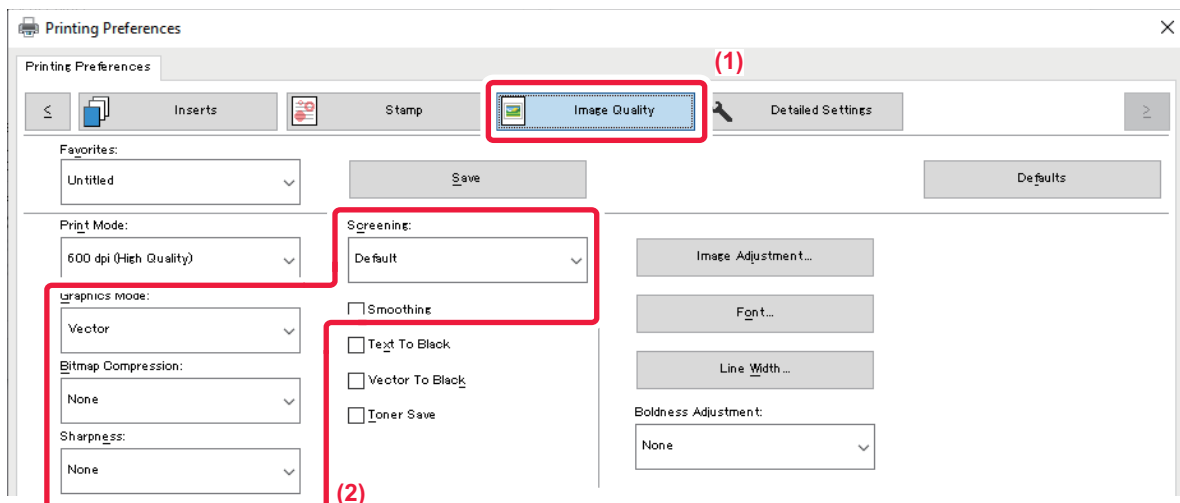 Printing Preferences
Printing Preferences
(1)
< Inserts Stamp Image Quality Detailed Settings >
Favorites:
Untitled
Save
Defaults
Print Mode:
600 dpi (High Quality)
Screening:
Default
Image Adjustment...
Graphics Mode:
Vector
Smoothing
Font...
Text To Black
Bitmap Compression:
None
Vector To Black
Line Width...
Toner Save
Boldness Adjustment:
None
Sharpness:
None
(2)